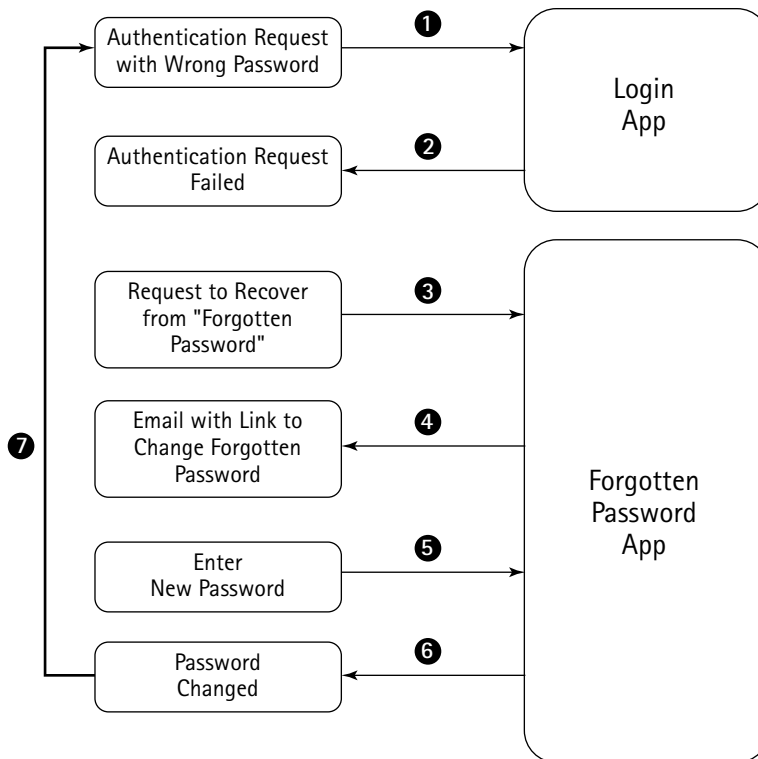 Authentication Request
with Wrong Password
1
Login
App
Authentication Request
Failed
2
Request to Recover
from "Forgotten
Password"
3
Email with Link to
Change Forgotten
Password
4
7
Forgotten
Password
App
Enter
New Password
5
Password
Changed
6